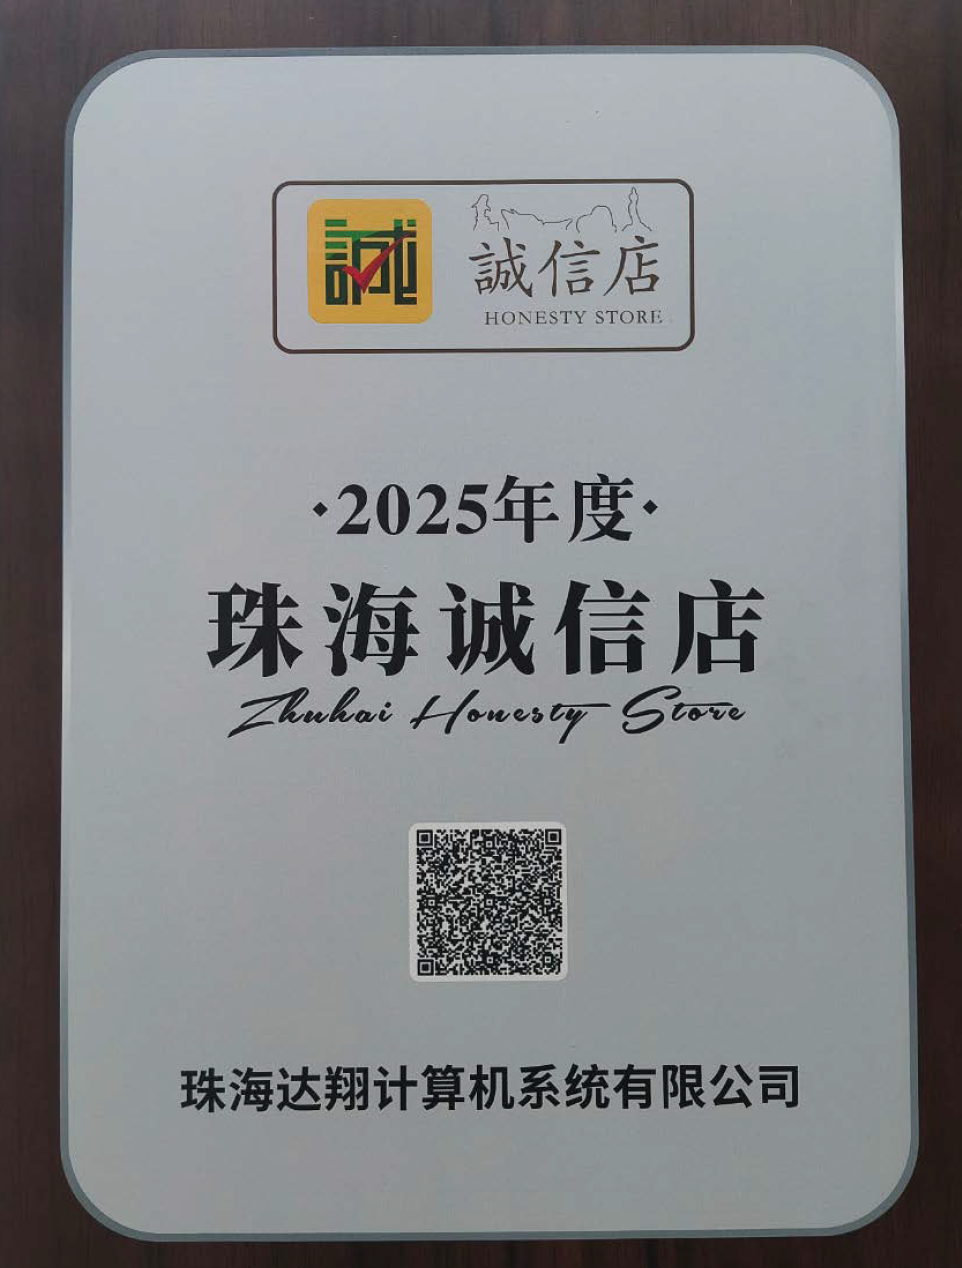 誠
誠信店
HONESTY STORE
·2025年度·
珠海诚信店
Zhuhai Honesty Store
珠海达翔计算机系统有限公司